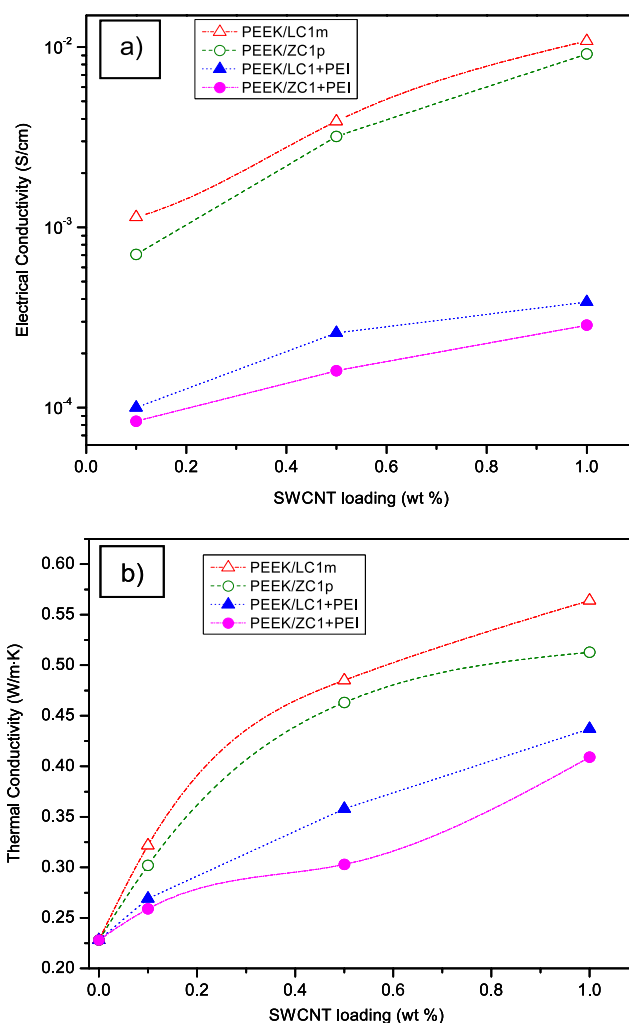 a)
PEEK/LC1m
PEEK/ZC1p
PEEK/LC1+PEI
PEEK/ZC1+PEI
Electrical Conductivity (S/cm)
10⁻²
10⁻³
10⁻⁴
0.0 0.2 0.4 0.6 0.8 1.0
SWCNT loading (wt %)
b)
PEEK/LC1m
PEEK/ZC1p
PEEK/LC1+PEI
PEEK/ZC1+PEI
Thermal Conductivity (W/m·K)
0.60
0.55
0.50
0.45
0.40
0.35
0.30
0.25
0.20
0.0 0.2 0.4 0.6 0.8 1.0
SWCNT loading (wt %)